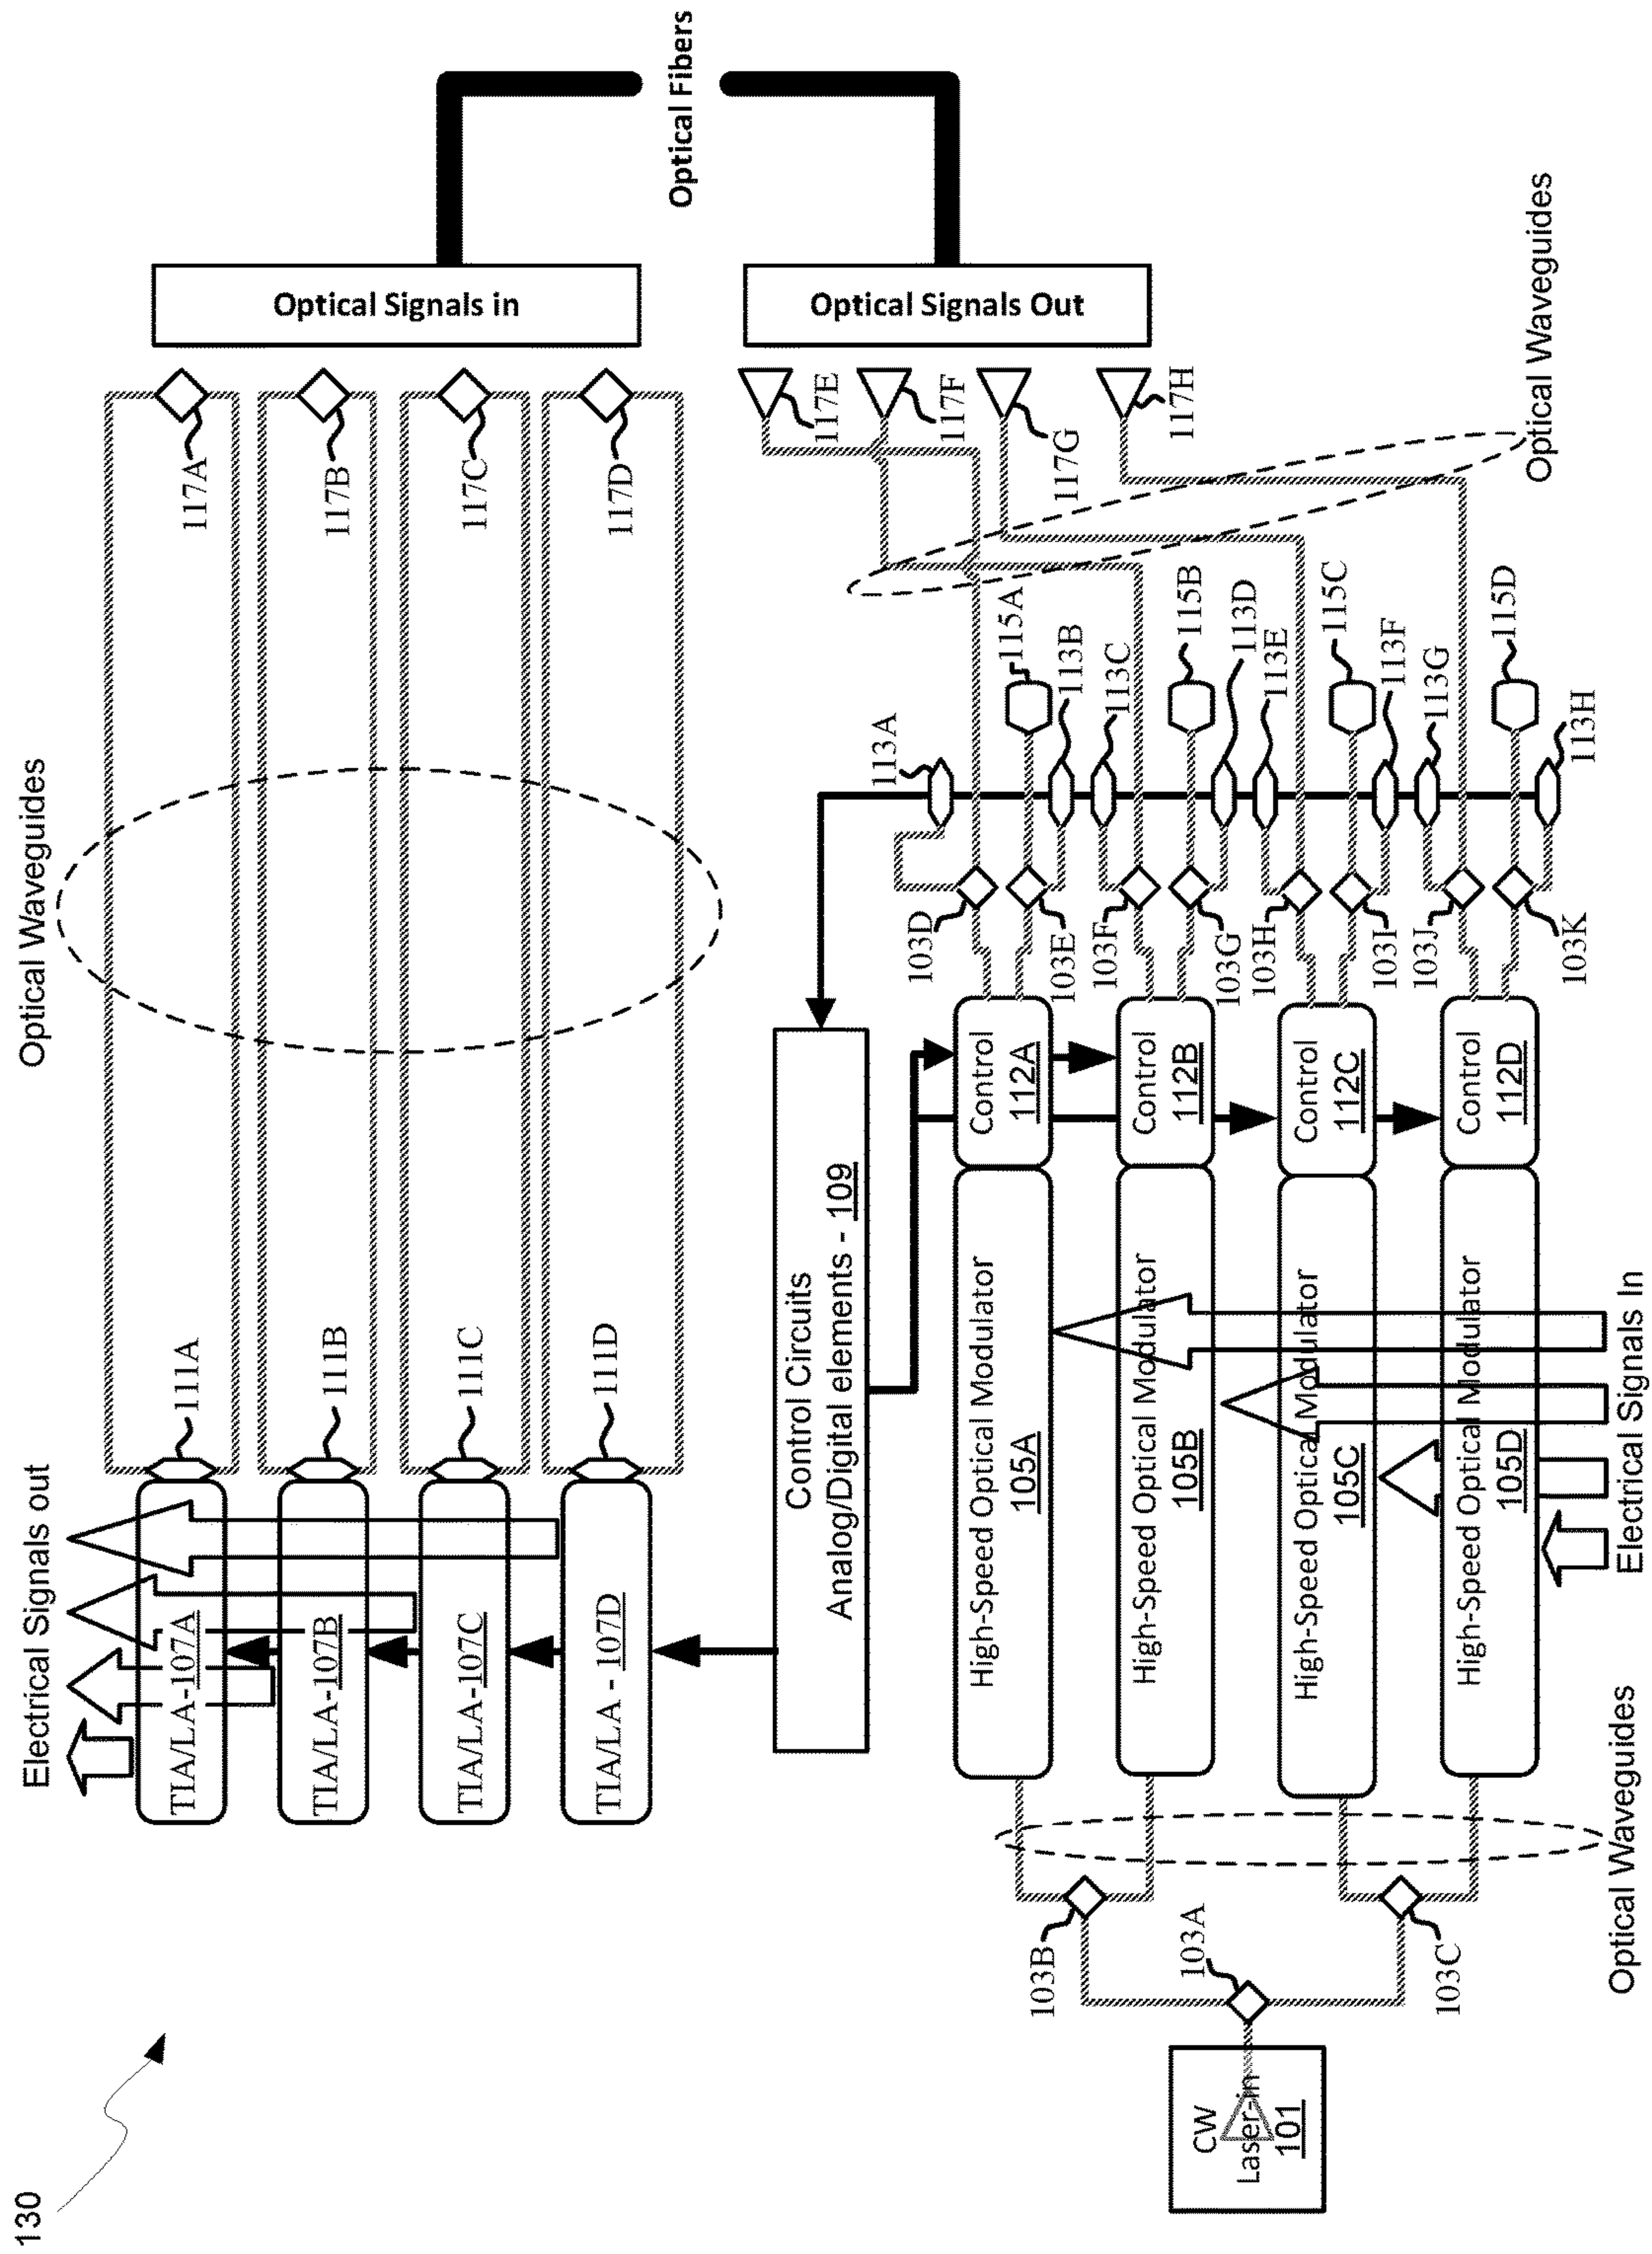 130
Optical Waveguides
Electrical Signals out
TIA/LA-107A
TIA/LA-107B
TIA/LA-107C
TIA/LA - 107D
111A
111B
111C
111D
117A
117B
117C
117D
Optical Signals in
Optical Fibers
Optical Signals Out
117E
117F
117G
117H
Optical Waveguides
Control Circuits
Analog/Digital elements - 109
113A
115A
113B
113C
115B
113D
113E
115C
113F
113G
115D
113H
103D
103E
103F
103G
103H
103I
103J
103K
Control
112A
Control
112B
Control
112C
Control
112D
High-Speed Optical Modulator
105A
High-Speed Optical Modulator
105B
High-Speed Optical Modulator
105C
High-Speed Optical Modulator
105D
Electrical Signals In
Optical Waveguides
103B
103A
103C
CW
Laser-in
101